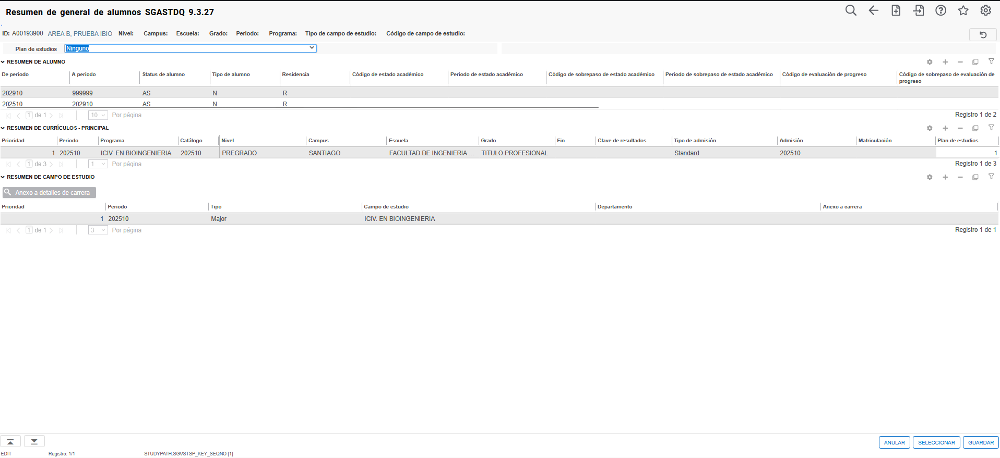 Resumen de general de alumnos SGASTDQ 9.3.27
ID: A00193900 AREA B, PRUEBA IBIO Nivel: Campus: Escuela: Grado: Periodo: Programa: Tipo de campo de estudio: Código de campo de estudio:
Plan de estudios Ninguno
RESUMEN DE ALUMNO
De periodo A periodo Status de alumno Tipo de alumno Residencia Código de estado académico Periodo de estado académico Código de sobrepaso de estado académico Periodo de sobrepaso de estado académico Código de evaluación de progreso Código de sobrepaso de evaluación de progreso
202910 999999 AS N R
202510 202910 AS N R
1 de 1 10 Por página Registro 1 de 2
RESUMEN DE CURRÍCULOS - PRINCIPAL
Prioridad Periodo Programa Catálogo Nivel Campus Escuela Grado Fin Clave de resultados Tipo de admisión Admisión Matriculación Plan de estudios
1 202510 ICIV. EN BIOINGENIERIA 202510 PREGRADO SANTIAGO FACULTAD DE INGENIERIA ... TITULO PROFESIONAL Standard 202510 1
1 de 3 1 Por página Registro 1 de 3
RESUMEN DE CAMPO DE ESTUDIO
Anexo a detalles de carrera
Prioridad Periodo Tipo Campo de estudio Departamento Anexo a carrera
1 202510 Major ICIV. EN BIOINGENIERIA
1 de 1 3 Por página Registro 1 de 1
ANULAR SELECCIONAR GUARDAR
EDIT Registro: 1/1 STUDYPATH.SGVSTSP_KEY_SEQNO [1]